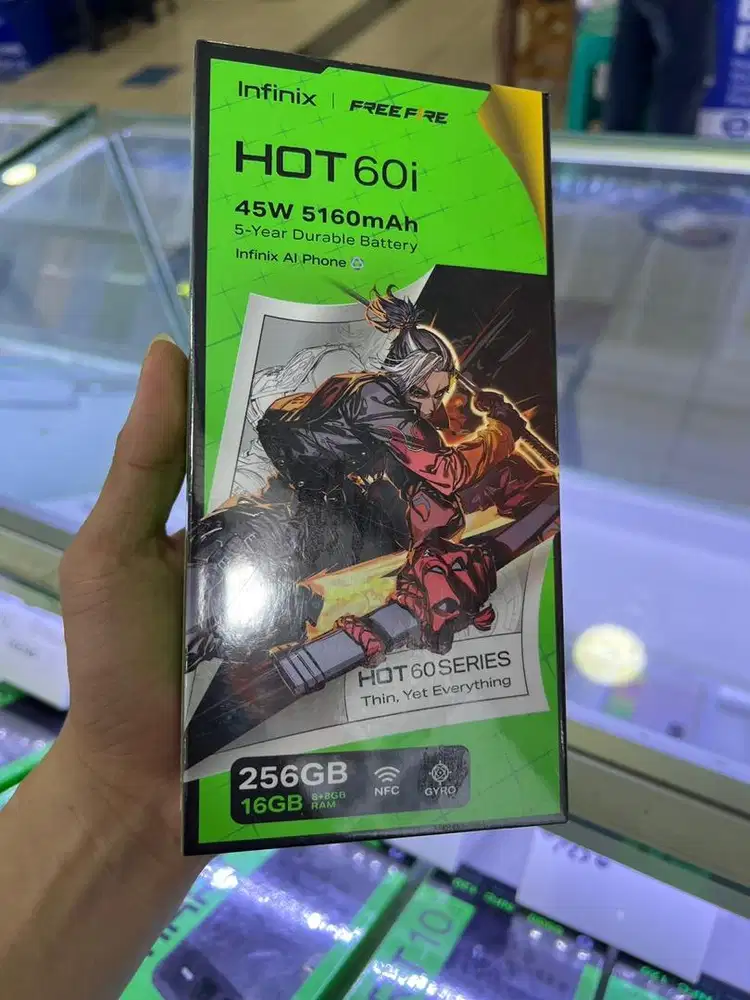 Infinix | FREE FIRE
HOT 60i
45W 5160mAh
5-Year Durable Battery
Infinix AI Phone
HOT 60 SERIES
Thin, Yet Everything
256GB
16GB 8+8GB RAM
NFC
GYRO